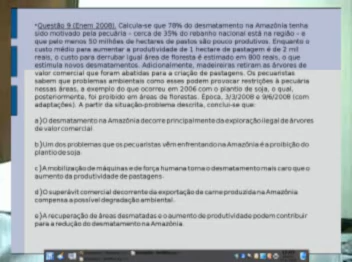 *Questão 9 (Enem 2008). Calcula-se que 78% do desmatamento na Amazônia tenha
sido motivado pela pecuária – cerca de 35% do rebanho nacional está na região – e
que pelo menos 50 milhões de hectares de pastos são pouco produtivos. Enquanto o
custo médio para aumentar a produtividade de 1 hectare de pastagem é de 2 mil
reais, o custo para derrubar igual área de floresta é estimado em 800 reais, o que
estimula novos desmatamentos. Adicionalmente, madeireiras retiram as árvores de
valor comercial que foram abatidas para a criação de pastagens. Os pecuaristas
sabem que problemas ambientais como esses podem provocar restrições à pecuária
nessas áreas, a exemplo do que ocorreu em 2006 com o plantio de soja, o qual,
posteriormente, foi proibido em áreas de florestas. Época, 3/3/2008 e 9/6/2008 (com
adaptações). A partir da situação-problema descrita, conclui-se que:
a)O desmatamento na Amazônia decorre principalmente da exploração ilegal de árvores
de valor comercial
b)Um dos problemas que os pecuaristas vêm enfrentando na Amazônia é a proibição do
plantio de soja.
c)A mobilização de máquinas e de força humana torna o desmatamento mais caro que o
aumento da produtividade de pastagens.
d)O superávit comercial decorrente da exportação de carne produzida na Amazônia
compensa a possível degradação ambiental.
e)A recuperação de áreas desmatadas e o aumento de produtividade podem contribuir
para a redução do desmatamento na Amazônia.